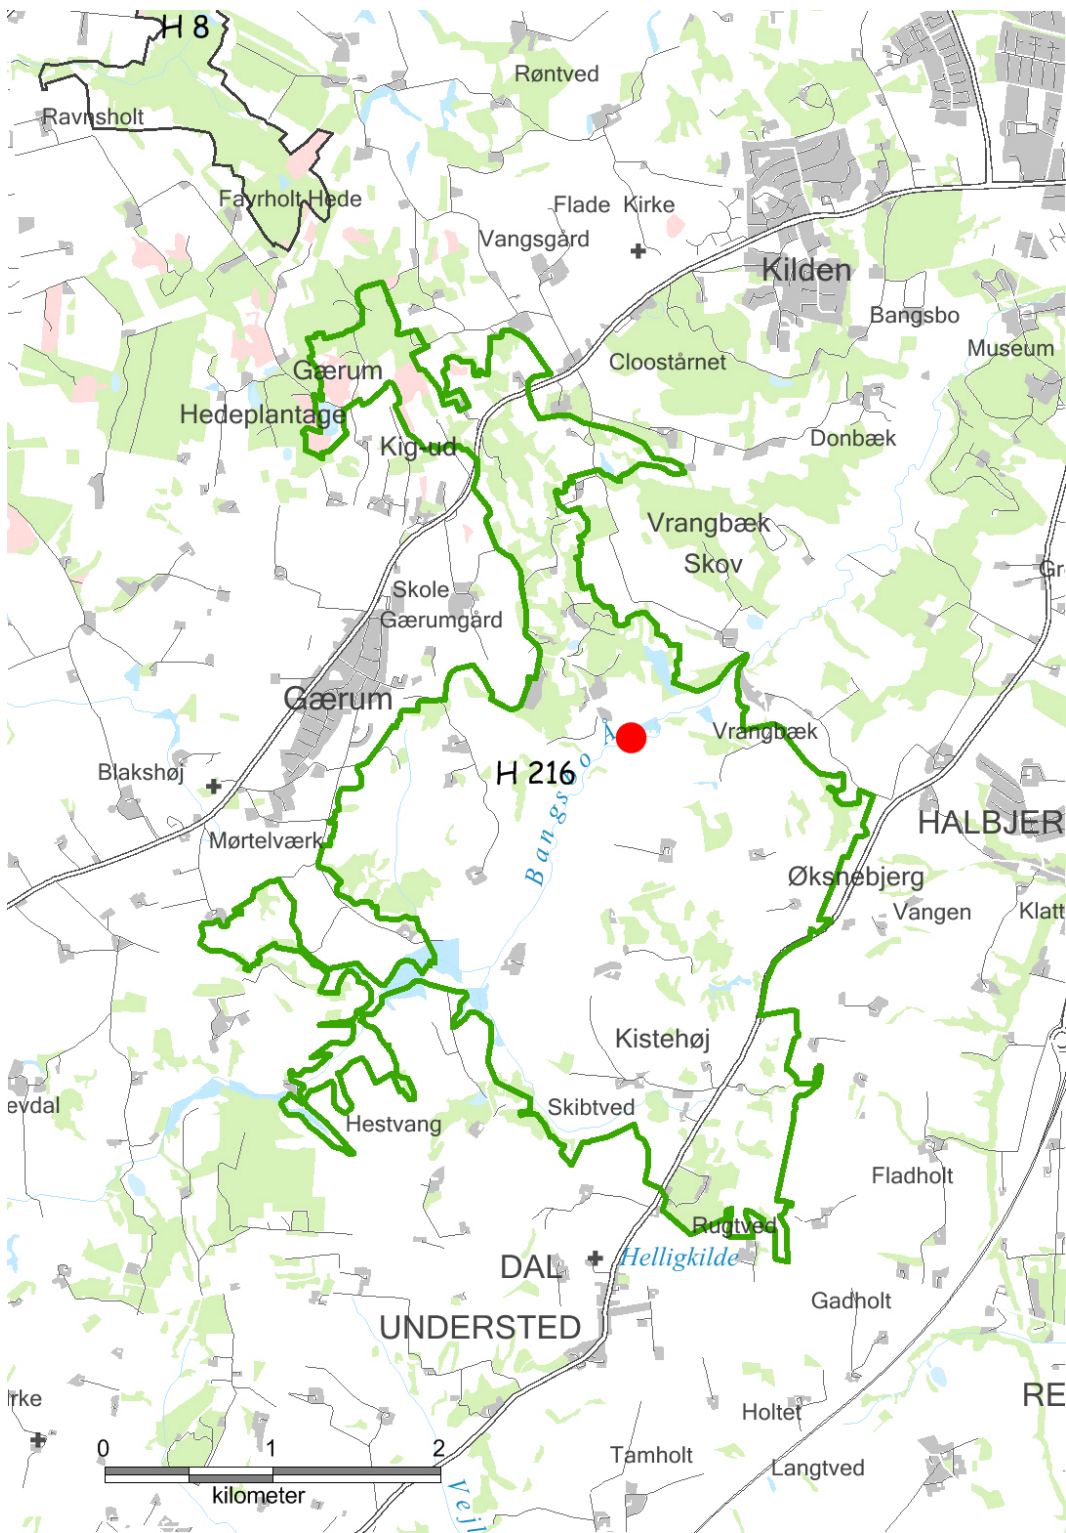 H 8
Røntved
Ravnsholt
Fayrholt Hede
Flade Kirke
Vangsgård
Kilden
Bangsbo
Museum
Cloostårnet
Gærum
Hedeplantage
Donbæk
Kig-ud
Vrangbæk
Skov
Skole
Gærumgård
Gærum
Vrangbæk
Blakshøj
H 216
Bangsbo Å
Mørtelværk
HALBJER
Øksnebjerg
Vangen
Klatt
Kistehøj
evdal
Hestvang
Skibtved
Fladholt
Rugtved
DAL
Helligkilde
Gadholt
UNDERSTED
rke
RE
Holtet
0 1 2
Tamholt
Langtved
kilometer
Vejl